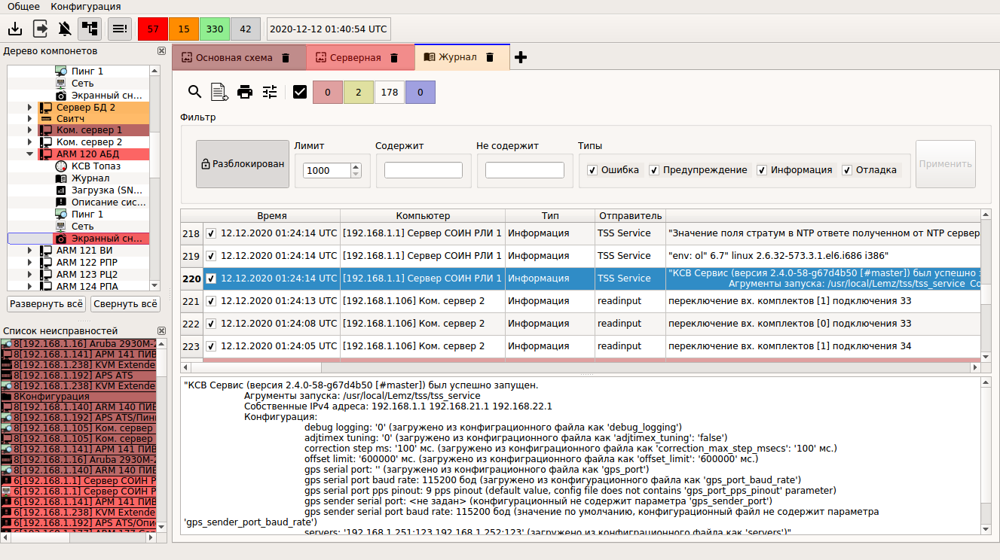 Общее Конфигурация
57 15 330 42 2020-12-12 01:40:54 UTC
Дерево компонетов
Пинг 1
Сеть
Экранный сн...
Сервер БД 2
Свитч
Ком. сервер 1
Ком. сервер 2
ARM 120 АБД
КСВ Топаз
Журнал
Загрузка (SN...
Описание сис...
Пинг 1
Сеть
Экранный сн...
ARM 121 ВИ
ARM 122 РПР
ARM 123 РЦ2
ARM 124 РПА
Развернуть всё Свернуть всё
Список неисправностей
8[192.168.1.16] Aruba 2930M-2
8[192.168.1.141] АРМ 141 ПИВ
8[192.168.1.238] KVM Extende
8[192.168.1.192] APS ATS
8[192.168.1.238] KVM Extende
8Конфигурация
8[192.168.1.140] ARM 140 ПИВ
8[192.168.1.192] APS ATS/Пинг
8[192.168.1.105] Ком. сервер
8[192.168.1.105] Ком. сервер
8[192.168.1.141] АРМ 141 ПИВ
8[192.168.1.16] Aruba 2930M-2
8[192.168.1.140] ARM 140 ПИВ
6[192.168.1.1] Сервер СОИН Р
6[192.168.1.1] Сервер СОИН Р
6[192.168.1.141] АРМ 141 ПИВ
6[192.168.1.238] KVM Extende
6[192.168.1.192] APS ATS/Опи
Основная схема Серверная Журнал
0 2 178 0
Фильтр
Разблокирован Лимит Содержит Не содержит Типы
1000 Ошибка Предупреждение Информация Отладка Применить
Время Компьютер Тип Отправитель
218 12.12.2020 01:24:14 UTC [192.168.1.1] Сервер СОИН РЛИ 1 Информация TSS Service "Значение поля стратум в NTP ответе полученном от NTP сервер
219 12.12.2020 01:24:14 UTC [192.168.1.1] Сервер СОИН РЛИ 1 Информация TSS Service "env: ol" 6.7" linux 2.6.32-573.3.1.el6.i686 i386"
220 12.12.2020 01:24:14 UTC [192.168.1.1] Сервер СОИН РЛИ 1 Информация TSS Service "КСВ Сервис (версия 2.4.0-58-g67d4b50 [#master]) был успешно
Агрументы запуска: /usr/local/Lemz/tss/tss_service Со
221 12.12.2020 01:24:13 UTC [192.168.1.106] Ком. сервер 2 Информация readinput переключение вх. комплектов [1] подключения 33
222 12.12.2020 01:24:08 UTC [192.168.1.106] Ком. сервер 2 Информация readinput переключение вх. комплектов [0] подключения 33
223 12.12.2020 01:24:05 UTC [192.168.1.106] Ком. сервер 2 Информация readinput переключение вх. комплектов [1] подключения 34
"КСВ Сервис (версия 2.4.0-58-g67d4b50 [#master]) был успешно запущен.
Агрументы запуска: /usr/local/Lemz/tss/tss_service
Собственные IPv4 адреса: 192.168.1.1 192.168.21.1 192.168.22.1
Конфигурация:
debug logging: '0' (загружено из конфиграционного файла как 'debug_logging')
adjtimex tuning: '0' (загружено из конфиграционного файла как 'adjtimex_tuning': 'false')
correction step ms: '100' мс. (загружено из конфиграционного файла как 'correction_max_step_msecs': '100' мс.)
offset limit: '600000' мс. (загружено из конфиграционного файла как 'offset_limit': '600000' мс.)
gps serial port: '' (загружено из конфиграционного файла как 'gps_port')
gps serial port baud rate: 115200 бод (загружено из конфигурационного файла как 'gps_port_baud_rate')
gps serial port pps pinout: 9 pps pinout (default value, config file does not contains 'gps_port_pps_pinout' parameter)
gps sender serial port: <не задан> (конфигурационный не содержит параметра 'gps_sender_port')
gps sender serial port baud rate: 115200 бод (значение по умолчанию, конфигурационный файл не содержит параметра
'gps_sender_port_baud_rate')
servers: '192.168.1.251:123,192.168.1.252:123' (загружено из конфиграционного файла как 'servers')"